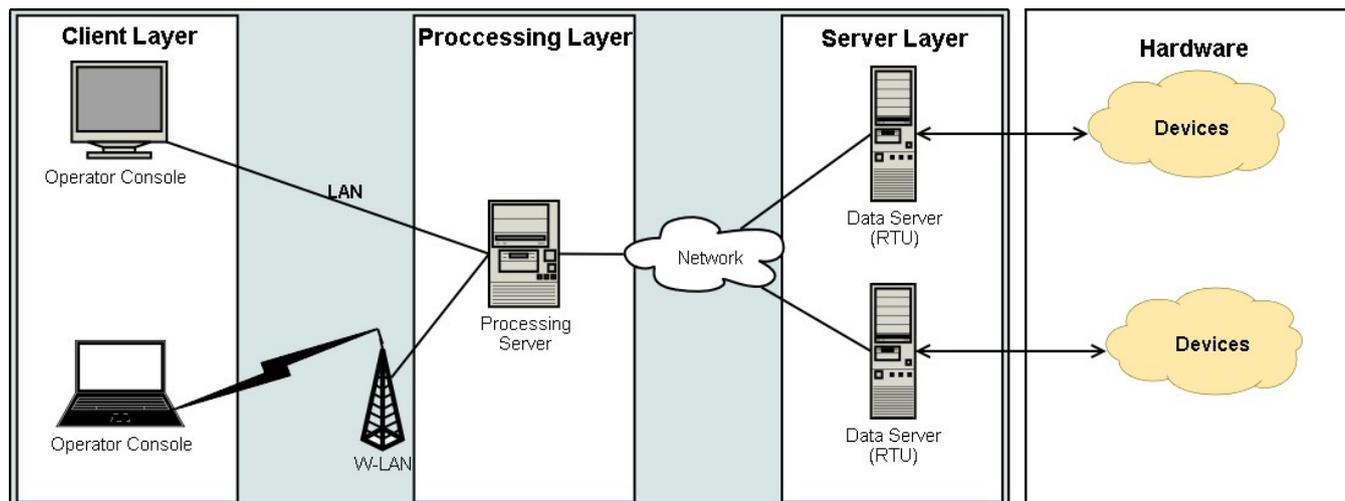 Client Layer
Proccessing Layer
Server Layer
Hardware
Operator Console
LAN
Devices
Data Server
(RTU)
Network
Processing
Server
Devices
Operator Console
W-LAN
Data Server
(RTU)